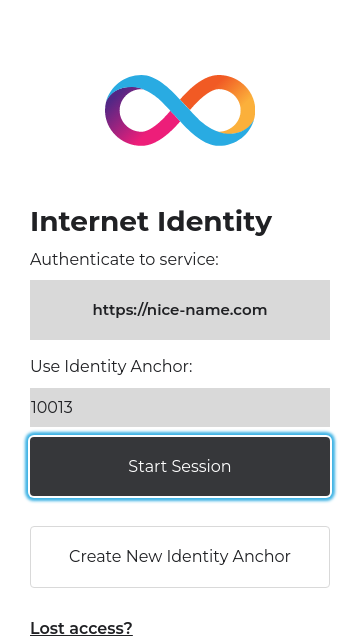 Internet Identity
Authenticate to service:
https://nice-name.com
Use Identity Anchor:
10013
Start Session
Create New Identity Anchor
Lost access?